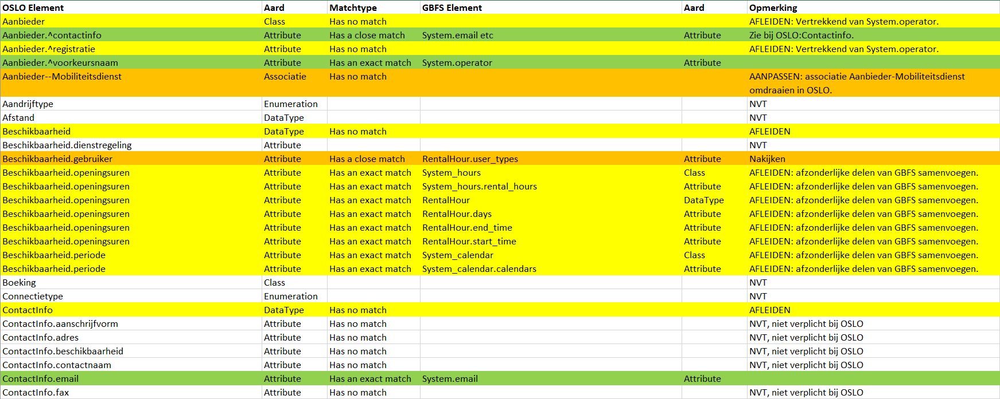 OSLO Element Aard Matchtype GBFS Element Aard Opmerking
Aanbieder Class Has no match AFLEIDEN: Vertrekkend van System.operator.
Aanbieder.^contactinfo Attribute Has a close match System.email etc Attribute Zie bij OSLO:Contactinfo.
Aanbieder.^registratie Attribute Has no match AFLEIDEN: Vertrekkend van System.operator.
Aanbieder.^voorkeursnaam Attribute Has an exact match System.operator Attribute
Aanbieder--Mobiliteitsdienst Associatie Has no match AANPASSEN: associatie Aanbieder-Mobiliteitsdienst
omdraaien in OSLO.
Aandrijftype Enumeration NVT
Afstand DataType NVT
Beschikbaarheid DataType Has no match AFLEIDEN
Beschikbaarheid.dienstregeling Attribute NVT
Beschikbaarheid.gebruiker Attribute Has a close match RentalHour.user_types Attribute Nakijken
Beschikbaarheid.openingsuren Attribute Has an exact match System_hours Class AFLEIDEN: afzonderlijke delen van GBFS samenvoegen.
Beschikbaarheid.openingsuren Attribute Has an exact match System_hours.rental_hours Attribute AFLEIDEN: afzonderlijke delen van GBFS samenvoegen.
Beschikbaarheid.openingsuren Attribute Has an exact match RentalHour DataType AFLEIDEN: afzonderlijke delen van GBFS samenvoegen.
Beschikbaarheid.openingsuren Attribute Has an exact match RentalHour.days Attribute AFLEIDEN: afzonderlijke delen van GBFS samenvoegen.
Beschikbaarheid.openingsuren Attribute Has an exact match RentalHour.end_time Attribute AFLEIDEN: afzonderlijke delen van GBFS samenvoegen.
Beschikbaarheid.openingsuren Attribute Has an exact match RentalHour.start_time Attribute AFLEIDEN: afzonderlijke delen van GBFS samenvoegen.
Beschikbaarheid.periode Attribute Has an exact match System_calendar Class AFLEIDEN: afzonderlijke delen van GBFS samenvoegen.
Beschikbaarheid.periode Attribute Has an exact match System_calendar.calendars Attribute AFLEIDEN: afzonderlijke delen van GBFS samenvoegen.
Boeking Class NVT
Connectietype Enumeration NVT
ContactInfo DataType Has no match AFLEIDEN
ContactInfo.aanschrijfvorm Attribute Has no match NVT, niet verplicht bij OSLO
ContactInfo.adres Attribute Has no match NVT, niet verplicht bij OSLO
ContactInfo.beschikbaarheid Attribute Has no match NVT, niet verplicht bij OSLO
ContactInfo.contactnaam Attribute Has no match NVT, niet verplicht bij OSLO
ContactInfo.email Attribute Has an exact match System.email Attribute
ContactInfo.fax Attribute Has no match NVT, niet verplicht bij OSLO